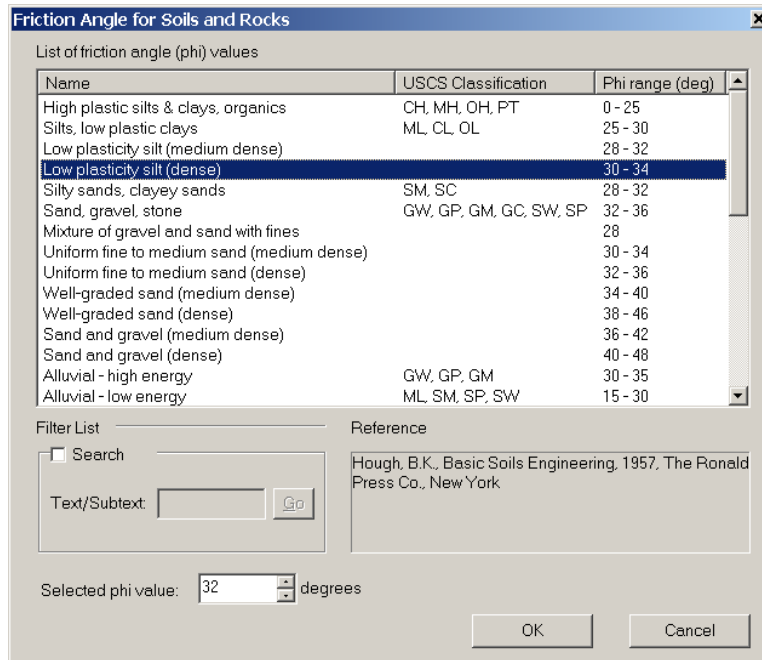 Friction Angle for Soils and Rocks
List of friction angle (phi) values
Name USCS Classification Phi range (deg)
High plastic silts & clays, organics CH, MH, OH, PT 0 - 25
Silts, low plastic clays ML, CL, OL 25 - 30
Low plasticity silt (medium dense) 28 - 32
Low plasticity silt (dense) 30 - 34
Silty sands, clayey sands SM, SC 28 - 32
Sand, gravel, stone GW, GP, GM, GC, SW, SP 32 - 36
Mixture of gravel and sand with fines 28
Uniform fine to medium sand (medium dense) 30 - 34
Uniform fine to medium sand (dense) 32 - 36
Well-graded sand (medium dense) 34 - 40
Well-graded sand (dense) 38 - 46
Sand and gravel (medium dense) 36 - 42
Sand and gravel (dense) 40 - 48
Alluvial - high energy GW, GP, GM 30 - 35
Alluvial - low energy ML, SM, SP, SW 15 - 30
Filter List
Search
Text/Subtext: Go
Reference
Hough, B.K., Basic Soils Engineering, 1957, The Ronald
Press Co., New York
Selected phi value: 32 degrees
OK Cancel